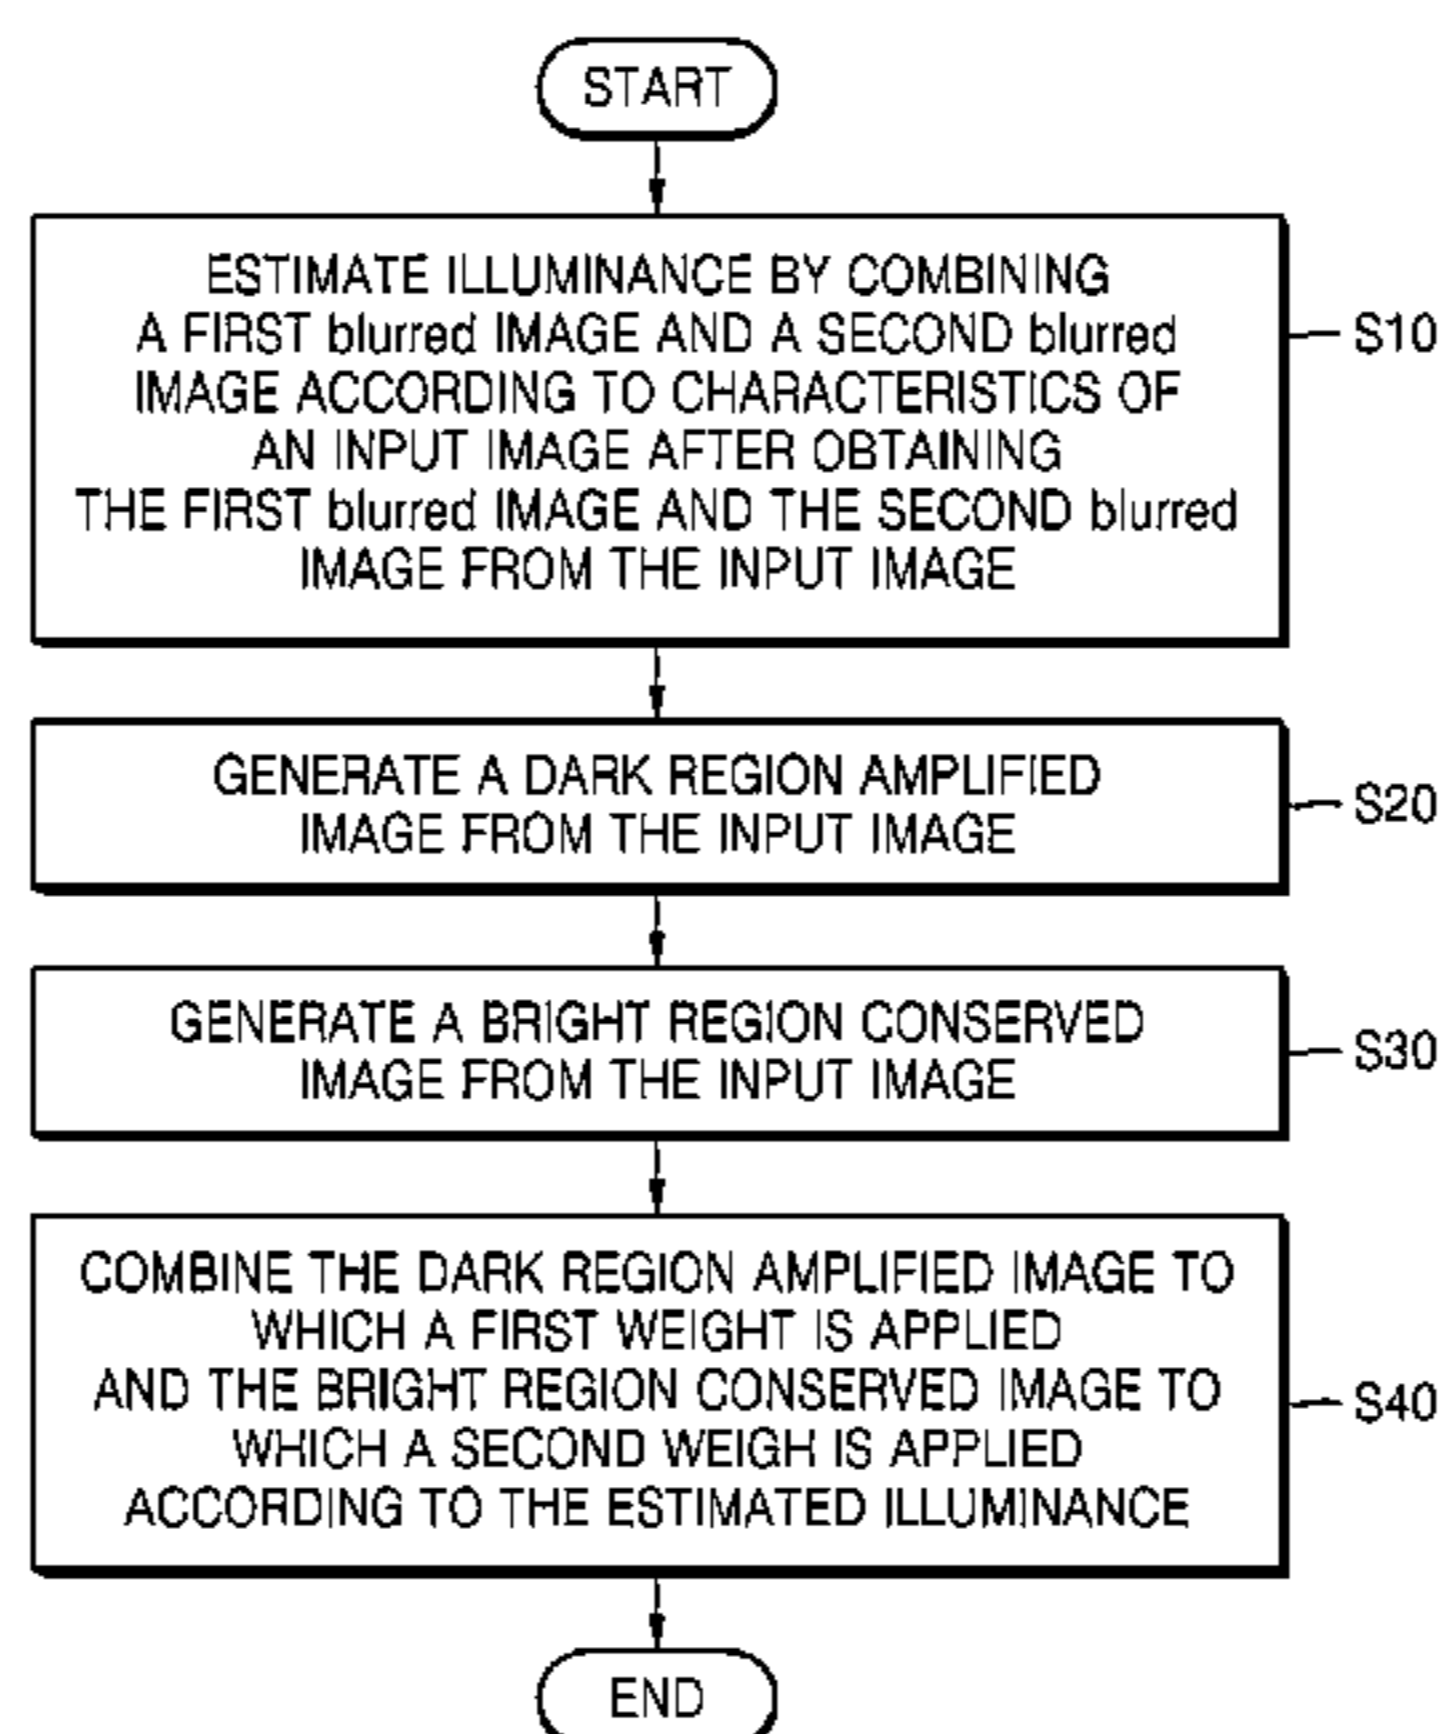 START
ESTIMATE ILLUMINANCE BY COMBINING
A FIRST blurred IMAGE AND A SECOND blurred
IMAGE ACCORDING TO CHARACTERISTICS OF
AN INPUT IMAGE AFTER OBTAINING
THE FIRST blurred IMAGE AND THE SECOND blurred
IMAGE FROM THE INPUT IMAGE
S10
GENERATE A DARK REGION AMPLIFIED
IMAGE FROM THE INPUT IMAGE
S20
GENERATE A BRIGHT REGION CONSERVED
IMAGE FROM THE INPUT IMAGE
S30
COMBINE THE DARK REGION AMPLIFIED IMAGE TO
WHICH A FIRST WEIGHT IS APPLIED
AND THE BRIGHT REGION CONSERVED IMAGE TO
WHICH A SECOND WEIGH IS APPLIED
ACCORDING TO THE ESTIMATED ILLUMINANCE
S40
END